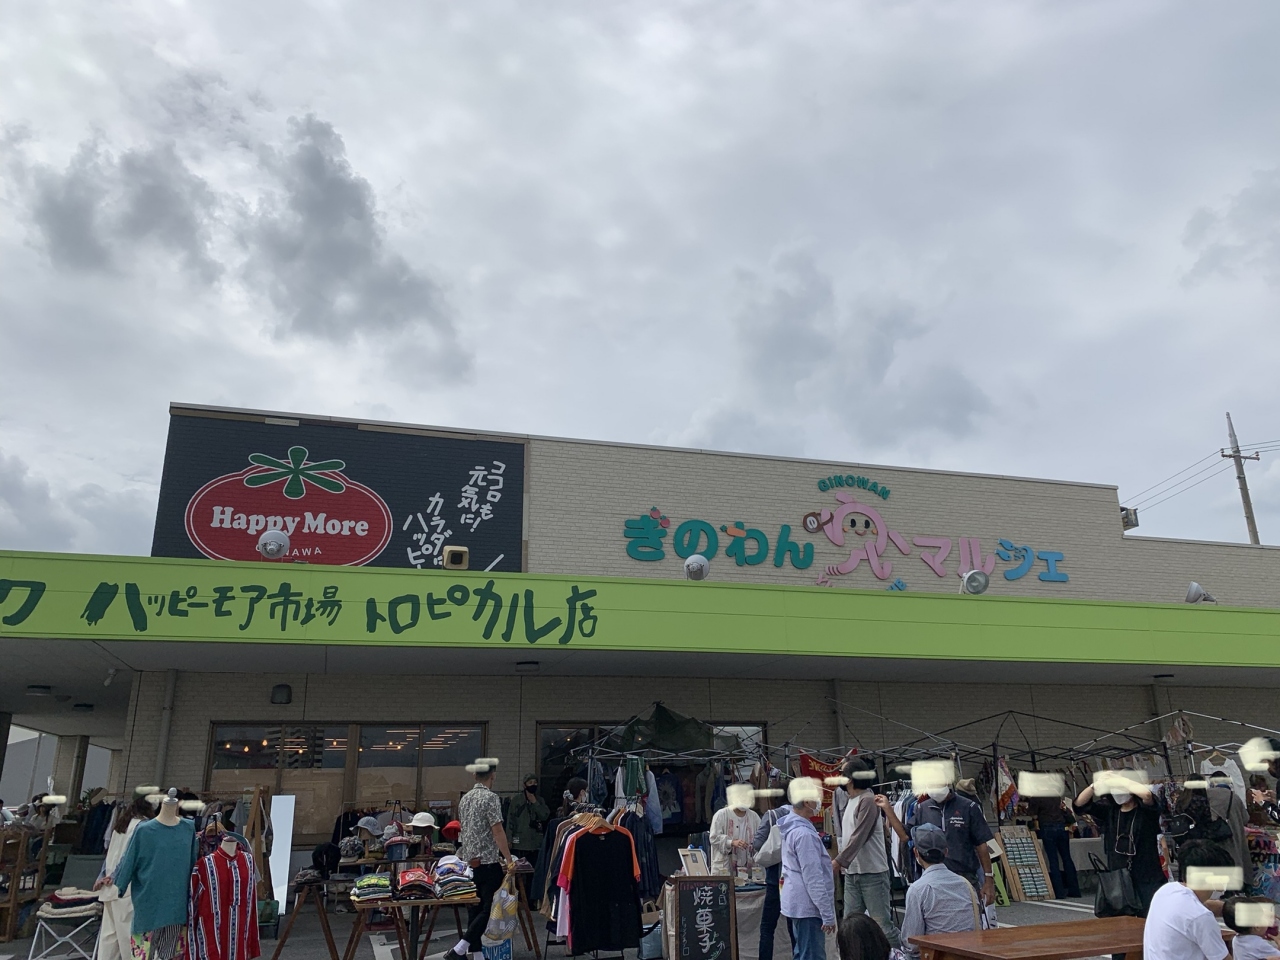 Happy More
ココロも
元気に!
カラダ
ハッピー
GINOWAN
ぎのわんマルシェ
ク ハッピーモア市場 トロピカル店
焼菓子